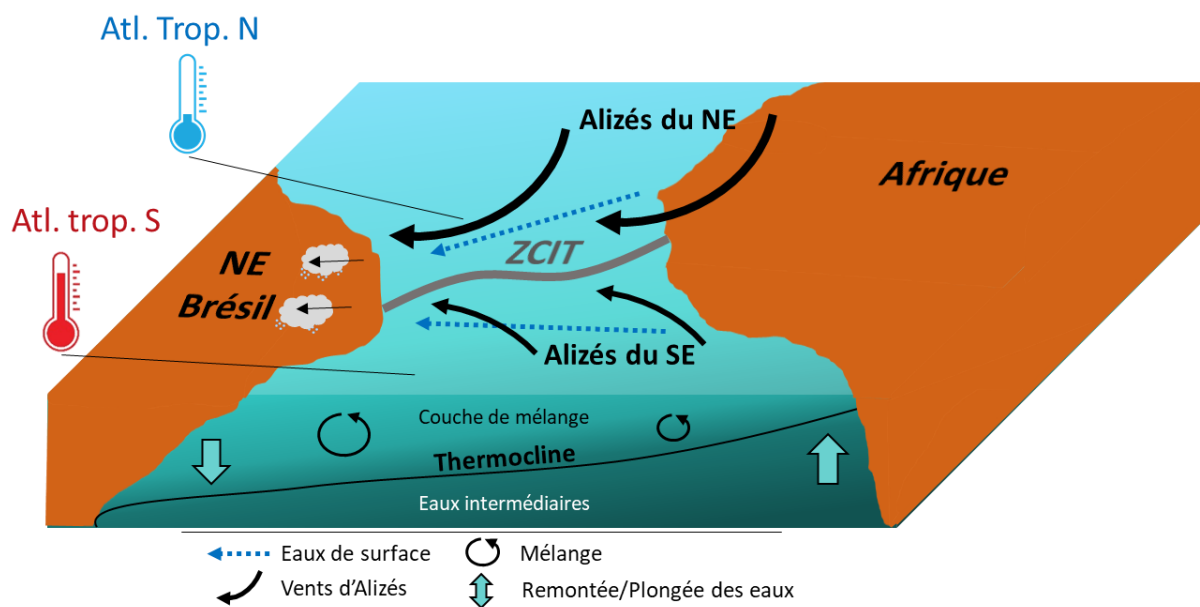 Atl. Trop. N
Alizés du NE
Afrique
Atl. trop. S
NE
Brésil
ZCIT
Alizés du SE
Couche de mélange
Thermocline
Eaux intermédiaires
Eaux de surface
Mélange
Vents d’Alizés
Remontée/Plongée des eaux